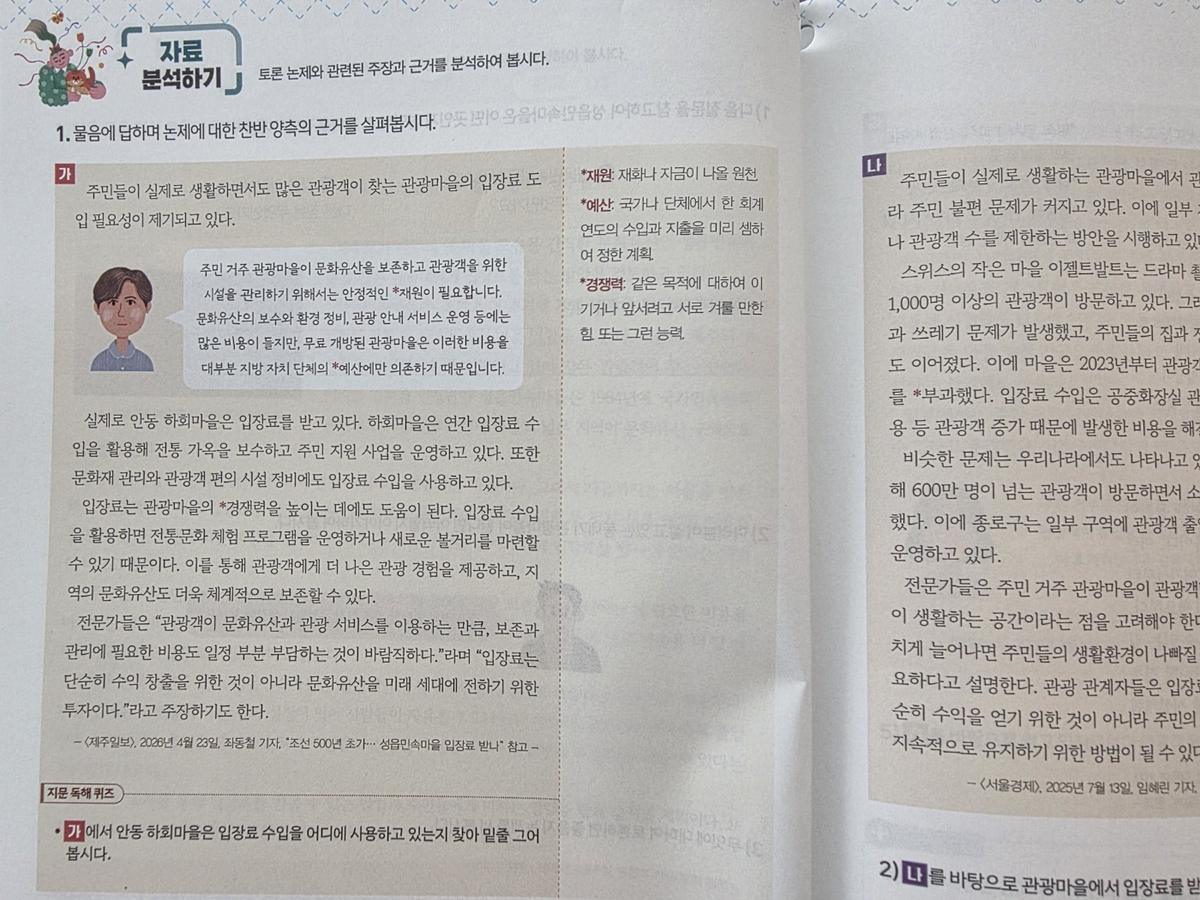 자료
분석하기
토론 논제와 관련된 주장과 근거를 분석하여 봅시다.
1. 물음에 답하며 논제에 대한 찬반 양측의 근거를 살펴봅시다.
가
주민들이 실제로 생활하면서도 많은 관광객이 찾는 관광마을의 입장료 도
입 필요성이 제기되고 있다.
주민 거주 관광마을이 문화유산을 보존하고 관광객을 위한
시설을 관리하기 위해서는 안정적인 *재원이 필요합니다.
문화유산의 보수와 환경 정비, 관광 안내 서비스 운영 등에는
많은 비용이 들지만, 무료 개방된 관광마을은 이러한 비용을
대부분 지방 자치 단체의 *예산에만 의존하기 때문입니다.
실제로 안동 하회마을은 입장료를 받고 있다. 하회마을은 연간 입장료 수
입을 활용해 전통 가옥을 보수하고 주민 지원 사업을 운영하고 있다. 또한
문화재 관리와 관광객 편의 시설 정비에도 입장료 수입을 사용하고 있다.
입장료는 관광마을의 *경쟁력을 높이는 데에도 도움이 된다. 입장료 수입
을 활용하면 전통문화 체험 프로그램을 운영하거나 새로운 볼거리를 마련할
수 있기 때문이다. 이를 통해 관광객에게 더 나은 관광 경험을 제공하고, 지
역의 문화유산도 더욱 체계적으로 보존할 수 있다.
전문가들은 “관광객이 문화유산과 관광 서비스를 이용하는 만큼, 보존과
관리에 필요한 비용도 일정 부분 부담하는 것이 바람직하다.”라며 “입장료는
단순히 수익 창출을 위한 것이 아니라 문화유산을 미래 세대에 전하기 위한
투자이다.”라고 주장하기도 한다.
– <제주일보>, 2026년 4월 23일, 좌동철 기자, “조선 500년 초가… 성읍민속마을 입장료 받나” 참고 –
*재원: 재화나 자금이 나올 원천.
*예산: 국가나 단체에서 한 회계
연도의 수입과 지출을 미리 셈하
여 정한 계획.
*경쟁력: 같은 목적에 대하여 이
기거나 앞서려고 서로 겨룰 만한
힘. 또는 그런 능력.
지문 독해 퀴즈
• 가에서 안동 하회마을은 입장료 수입을 어디에 사용하고 있는지 찾아 밑줄 그어
봅시다.
나
주민들이 실제로 생활하는 관광마을에서 관
라 주민 불편 문제가 커지고 있다. 이에 일부
나 관광객 수를 제한하는 방안을 시행하고 있
스위스의 작은 마을 이젤트발트는 드라마 촬
1,000명 이상의 관광객이 방문하고 있다. 그
과 쓰레기 문제가 발생했고, 주민들의 집과
도 이어졌다. 이에 마을은 2023년부터 관광객
를 *부과했다. 입장료 수입은 공중화장실 관
용 등 관광객 증가 때문에 발생한 비용을 해
비슷한 문제는 우리나라에서도 나타나고
해 600만 명이 넘는 관광객이 방문하면서 소
했다. 이에 종로구는 일부 구역에 관광객 출
운영하고 있다.
전문가들은 주민 거주 관광마을이 관광객
이 생활하는 공간이라는 점을 고려해야 한다
치게 늘어나면 주민들의 생활환경이 나빠질
요하다고 설명한다. 관광 관계자들은 입장료
순히 수익을 얻기 위한 것이 아니라 주민의
지속적으로 유지하기 위한 방법이 될 수 있다
– <서울경제>, 2025년 7월 13일, 임혜린 기자,
2) 나를 바탕으로 관광마을에서 입장료를 받